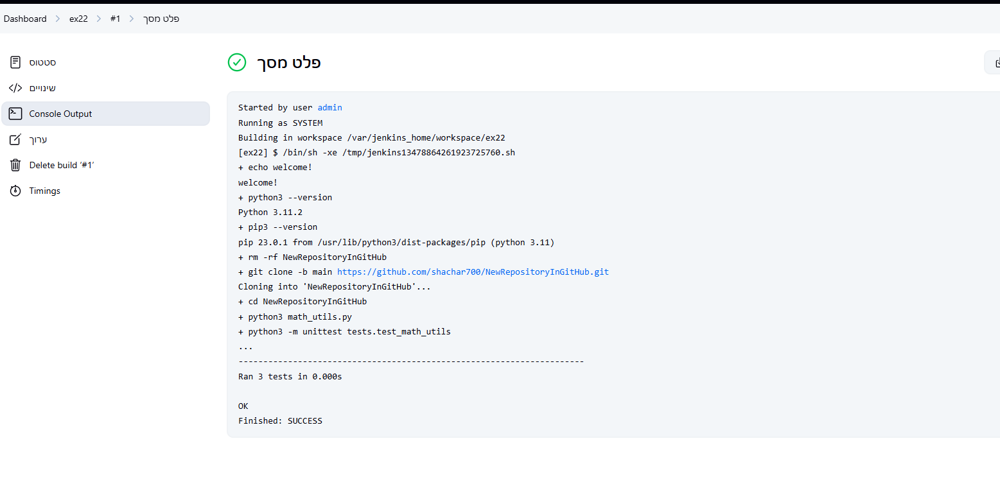 Dashboard > ex22 > #1 > פלט מסך
סטטוס
שינויים
Console Output
ערוך
Delete build ‘#1’
Timings
פלט מסך
Started by user admin
Running as SYSTEM
Building in workspace /var/jenkins_home/workspace/ex22
[ex22] $ /bin/sh -xe /tmp/jenkins13478864261923725760.sh
+ echo welcome!
welcome!
+ python3 --version
Python 3.11.2
+ pip3 --version
pip 23.0.1 from /usr/lib/python3/dist-packages/pip (python 3.11)
+ rm -rf NewRepositoryInGitHub
+ git clone -b main https://github.com/shachar700/NewRepositoryInGitHub.git
Cloning into 'NewRepositoryInGitHub'...
+ cd NewRepositoryInGitHub
+ python3 math_utils.py
+ python3 -m unittest tests.test_math_utils
...
----------------------------------------------------------------------
Ran 3 tests in 0.000s
OK
Finished: SUCCESS